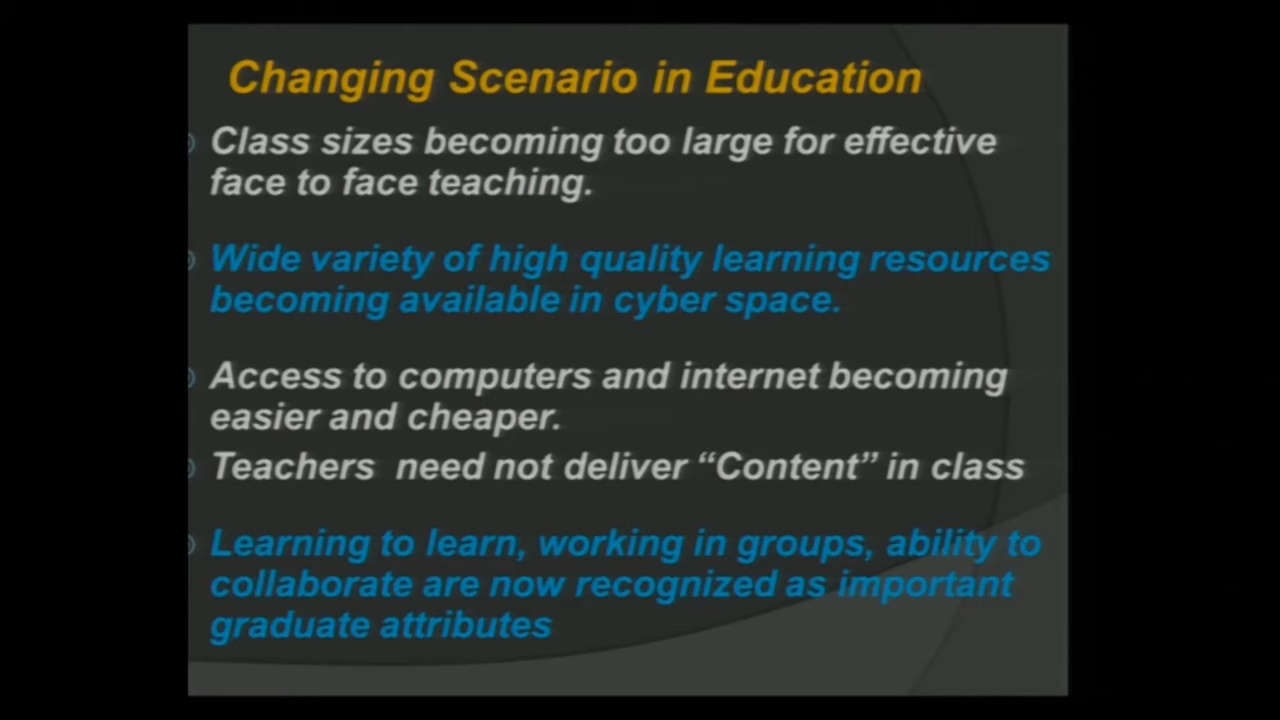 Changing Scenario in Education
Class sizes becoming too large for effective
face to face teaching.
Wide variety of high quality learning resources
becoming available in cyber space.
Access to computers and internet becoming
easier and cheaper.
Teachers need not deliver “Content” in class
Learning to learn, working in groups, ability to
collaborate are now recognized as important
graduate attributes